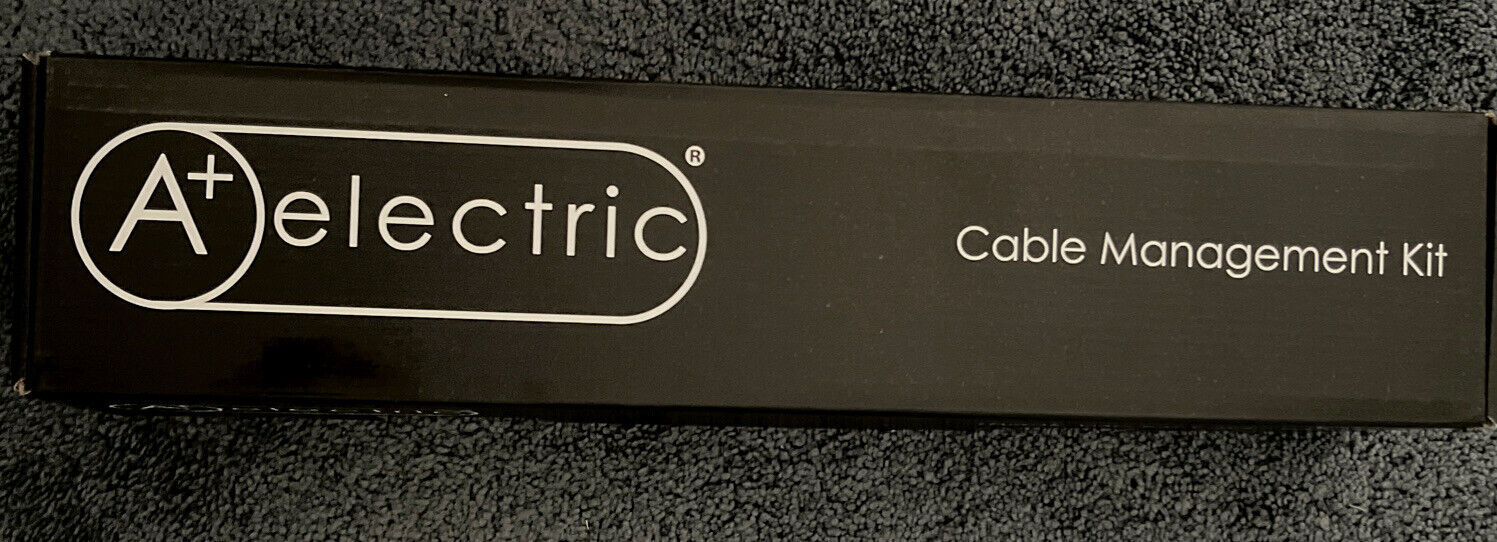 A+ electric®
Cable Management Kit